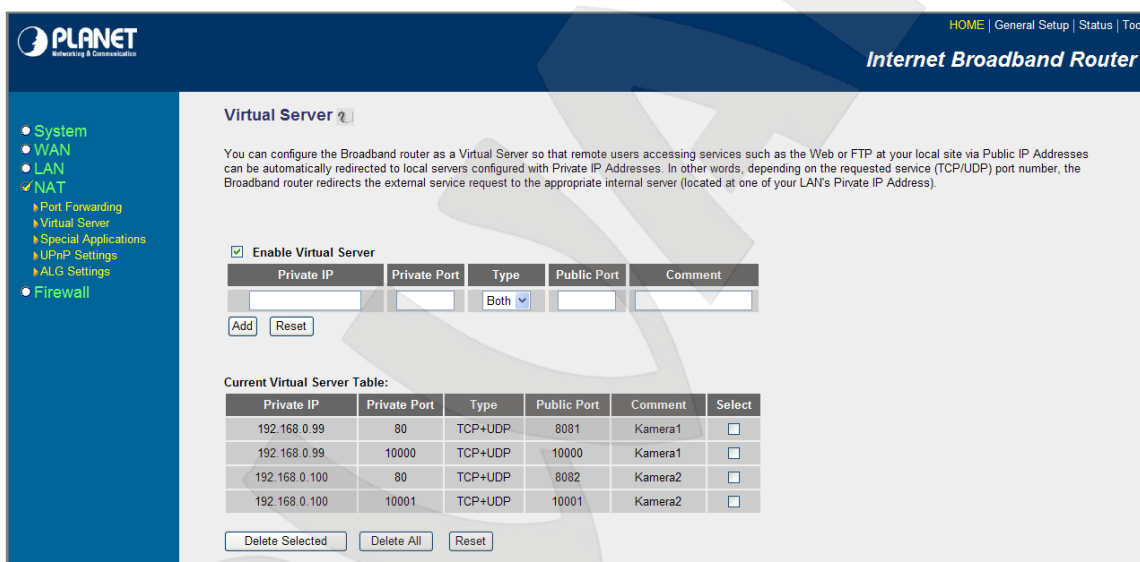 PLANET
Networking & Communication
HOME | General Setup | Status |
Internet Broadband Router
System
WAN
LAN
NAT
Port Forwarding
Virtual Server
Special Applications
UPnP Settings
ALG Settings
Firewall
Virtual Server
You can configure the Broadband router as a Virtual Server so that remote users accessing services such as the Web or FTP at your local site via Public IP Addresses
can be automatically redirected to local servers configured with Private IP Addresses. In other words, depending on the requested service (TCP/UDP) port number, the
Broadband router redirects the external service request to the appropriate internal server (located at one of your LAN's Pirvate IP Address).
Enable Virtual Server
Private IP Private Port Type Public Port Comment
Both
Add Reset
Current Virtual Server Table:
Private IP Private Port Type Public Port Comment Select
192.168.0.99 80 TCP+UDP 8081 Kamera1
192.168.0.99 10000 TCP+UDP 10000 Kamera1
192.168.0.100 80 TCP+UDP 8082 Kamera2
192.168.0.100 10001 TCP+UDP 10001 Kamera2
Delete Selected Delete All Reset